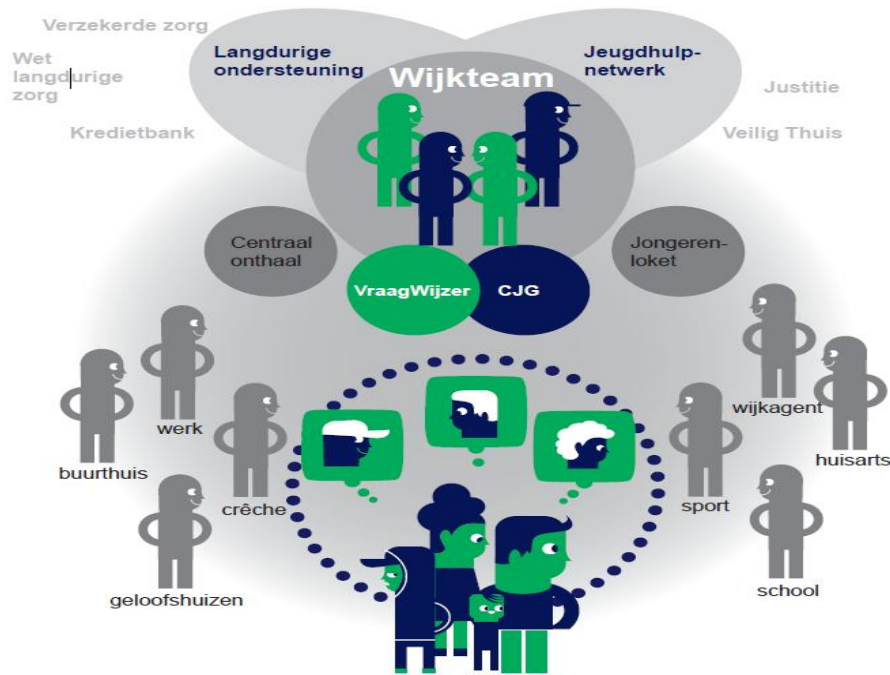 Verzekerde zorg
Wet
langdurige
zorg
Kredietbank
Langdurige
ondersteuning
Wijkteam
Jeugdhulp-
netwerk
Justitie
Veilig Thuis
Centraal
onthaal
Jongeren-
loket
VraagWijzer
CJG
werk
buurthuis
crêche
geloofshuizen
wijkagent
huisarts
sport
school